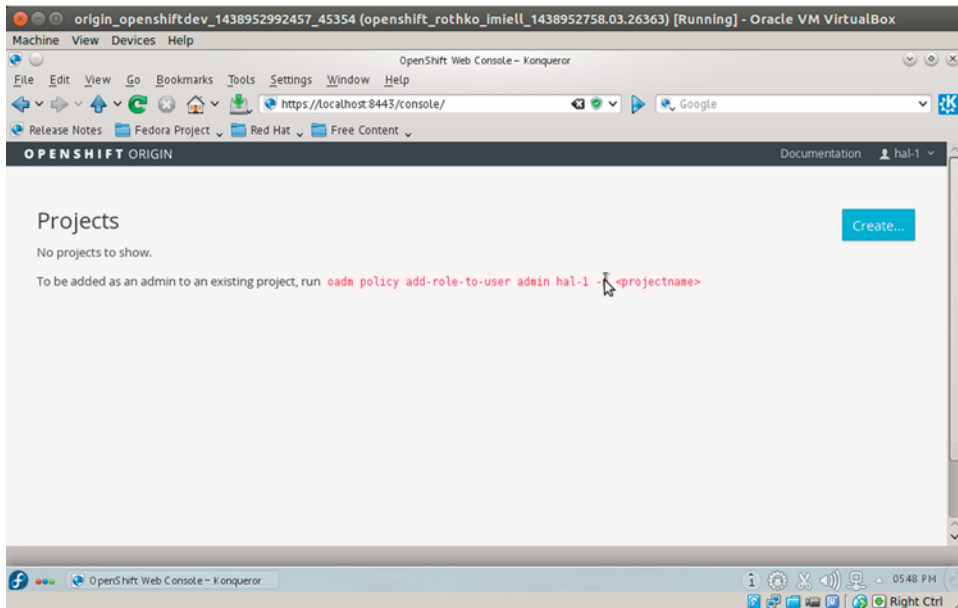 origin_openshiftdev_1438952992457_45354 (openshift_rothko_imiell_1438952758.03.26363) [Running] - Oracle VM VirtualBox
Machine View Devices Help
OpenShift Web Console – Konqueror
File Edit View Go Bookmarks Tools Settings Window Help
https://localhost:8443/console/ Google
Release Notes Fedora Project Red Hat Free Content
OPENSHIFT ORIGIN Documentation hal-1
Projects
Create...
No projects to show.
To be added as an admin to an existing project, run oadm policy add-role-to-user admin hal-1 - <projectname>
OpenShift Web Console – Konqueror 05:48 PM
Right Ctrl